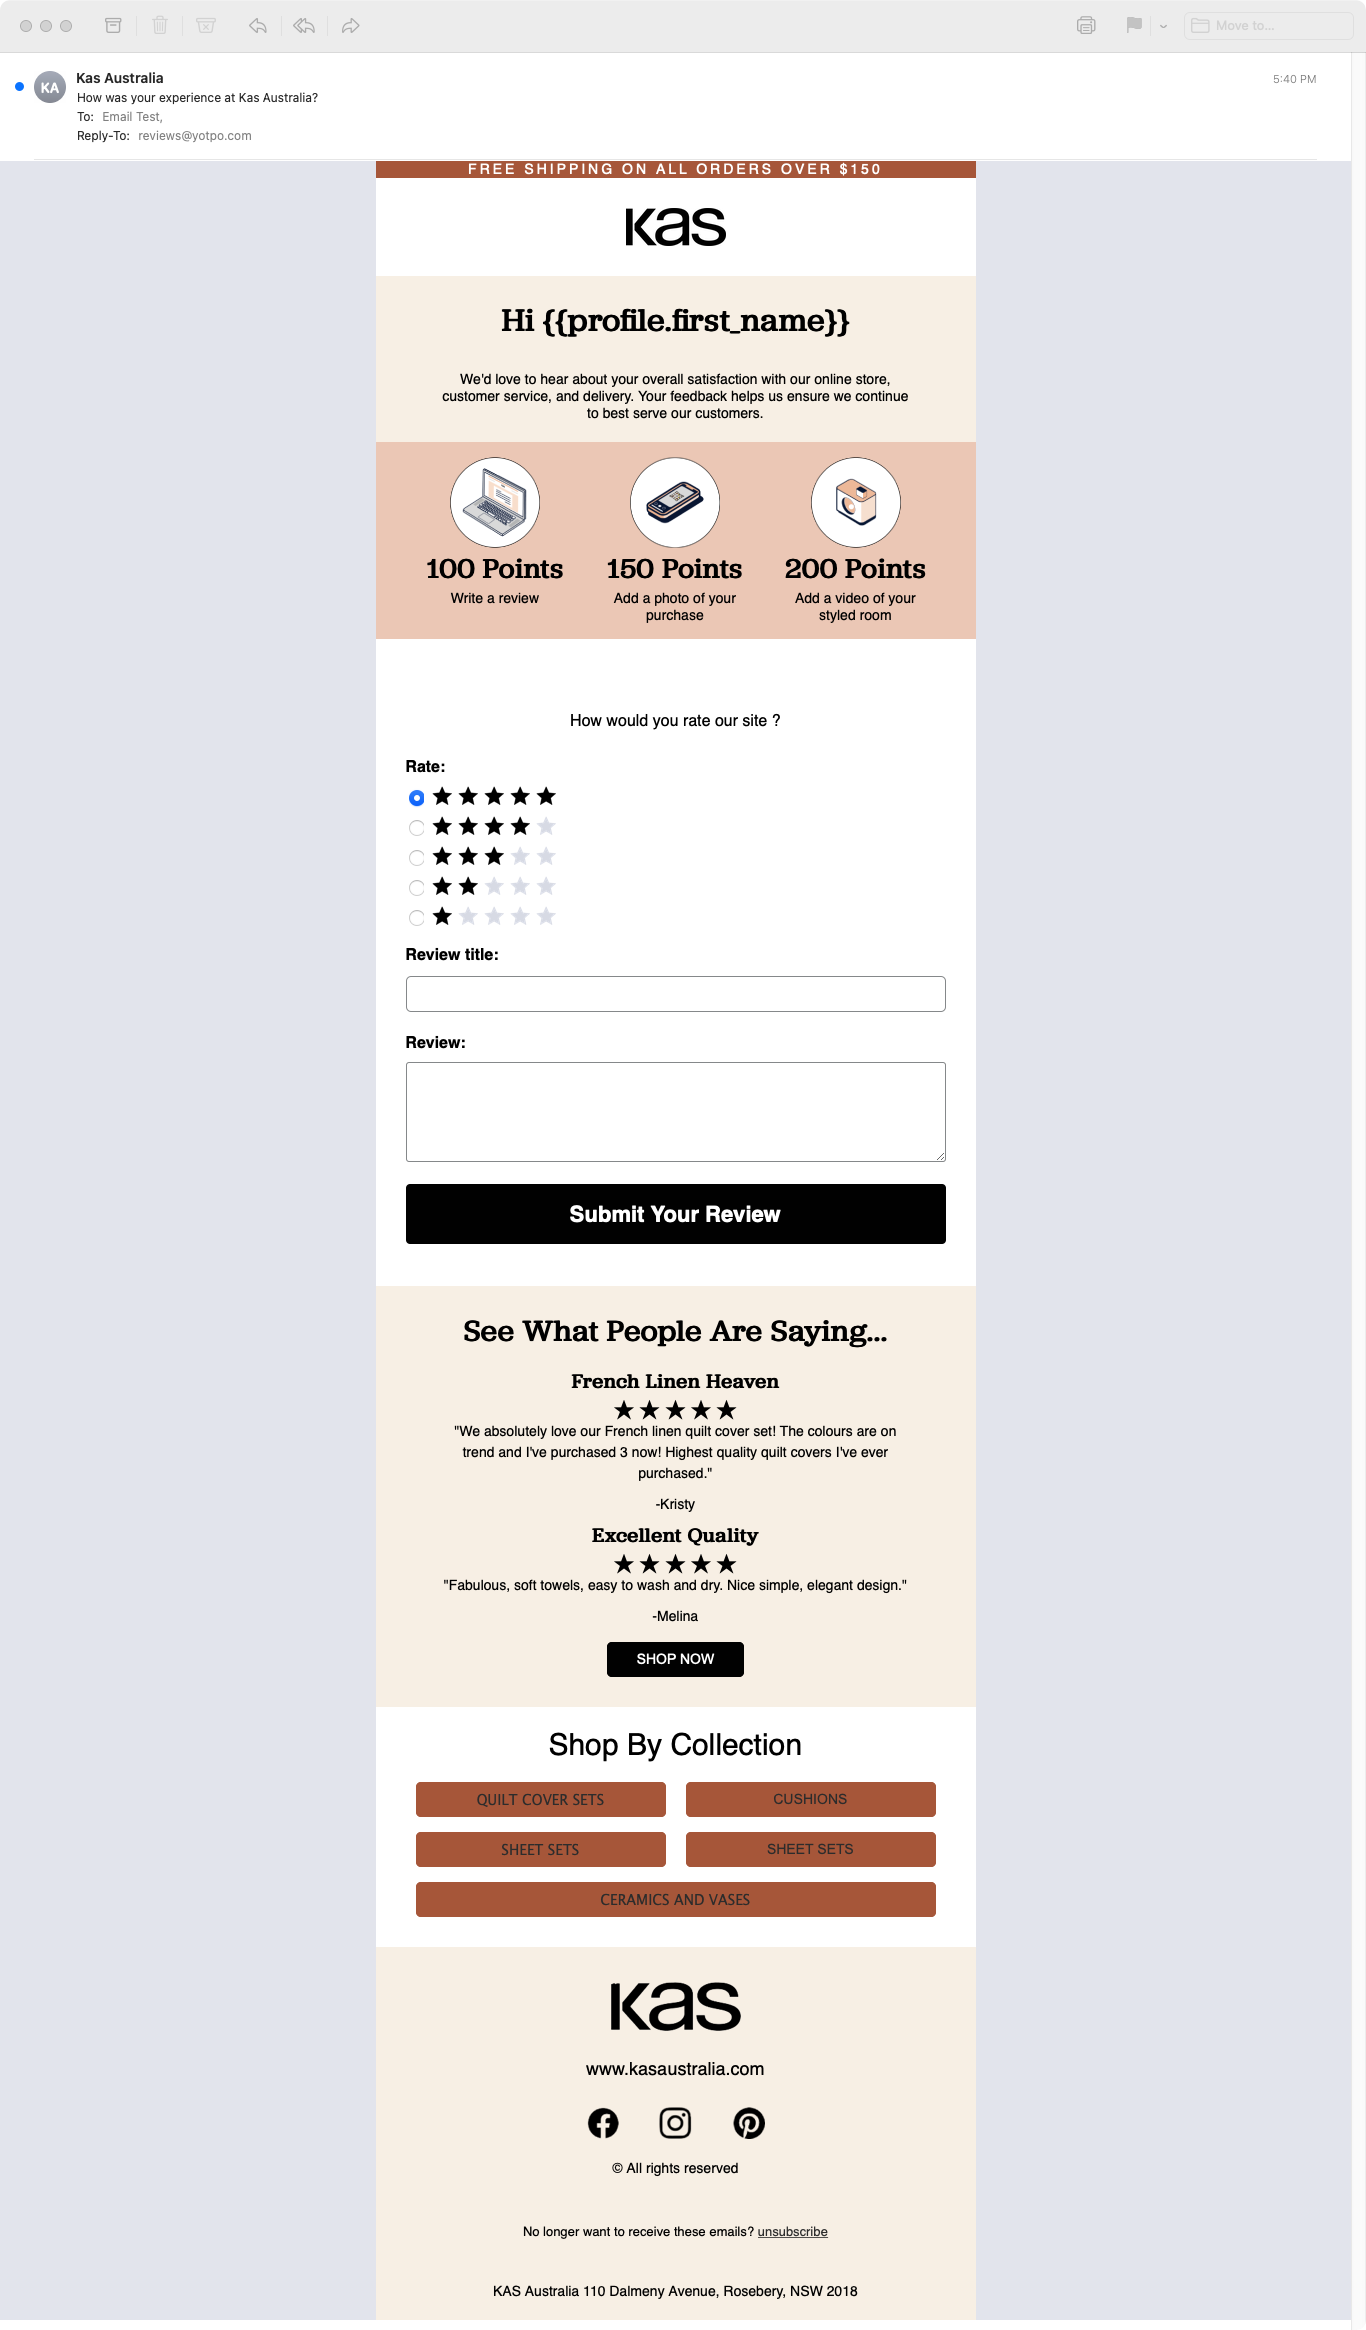 Move to...
KA
Kas Australia
5:40 PM
How was your experience at Kas Australia?
To: Email Test,
Reply-To: reviews@yotpo.com
FREE SHIPPING ON ALL ORDERS OVER $150
Kas
Hi {{profile.first_name}}
We'd love to hear about your overall satisfaction with our online store,
customer service, and delivery. Your feedback helps us ensure we continue
to best serve our customers.
100 Points
Write a review
150 Points
Add a photo of your
purchase
200 Points
Add a video of your
styled room
How would you rate our site ?
Rate:
Review title:
Review:
Submit Your Review
See What People Are Saying...
French Linen Heaven
"We absolutely love our French linen quilt cover set! The colours are on
trend and I've purchased 3 now! Highest quality quilt covers I've ever
purchased."
-Kristy
Excellent Quality
"Fabulous, soft towels, easy to wash and dry. Nice simple, elegant design."
-Melina
SHOP NOW
Shop By Collection
QUILT COVER SETS
CUSHIONS
SHEET SETS
SHEET SETS
CERAMICS AND VASES
Kas
www.kasaustralia.com
© All rights reserved
No longer want to receive these emails? unsubscribe
KAS Australia 110 Dalmeny Avenue, Rosebery, NSW 2018